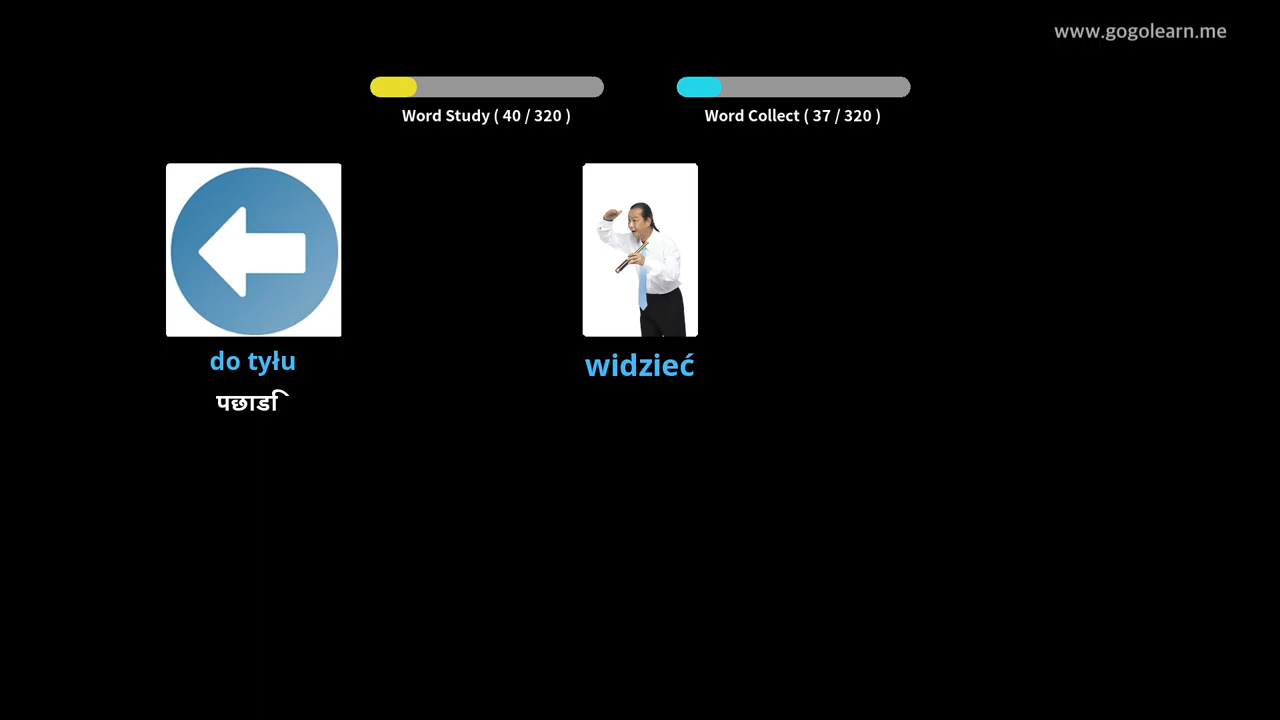 www.gogolearn.me
Word Study ( 40 / 320 )
Word Collect ( 37 / 320 )
do tyłu
widzieć
पछाडि